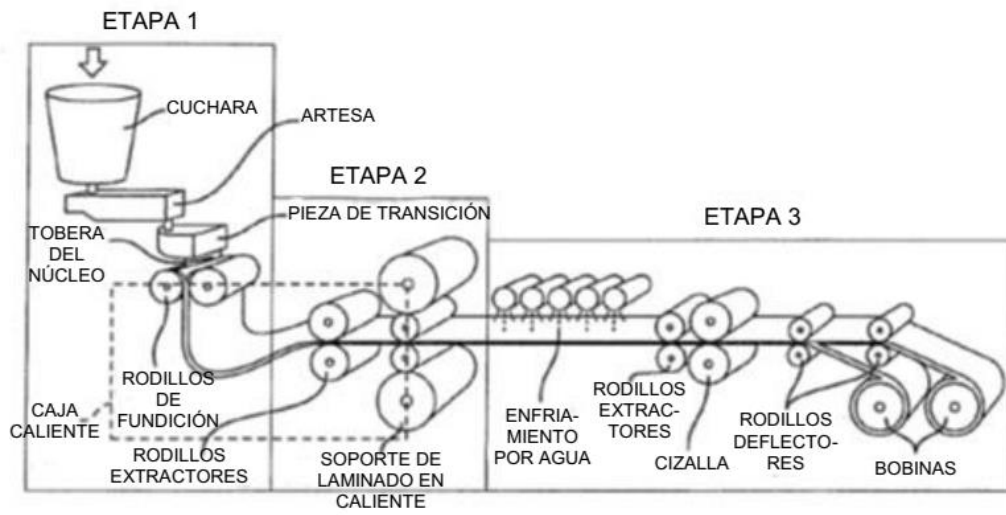 ETAPA 1
CUCHARA
ARTESA
ETAPA 2
PIEZA DE TRANSICIÓN
ETAPA 3
TOBERA
DEL
NÚCLEO
RODILLOS
DE
FUNDICIÓN
CAJA
CALIENTE
RODILLOS
EXTRACTORES
SOPORTE DE
LAMINADO EN
CALIENTE
ENFRIA-
MIENTO
POR AGUA
RODILLOS
EXTRAC-
TORES
CIZALLA
RODILLOS
DEFLECTO-
RES
BOBINAS